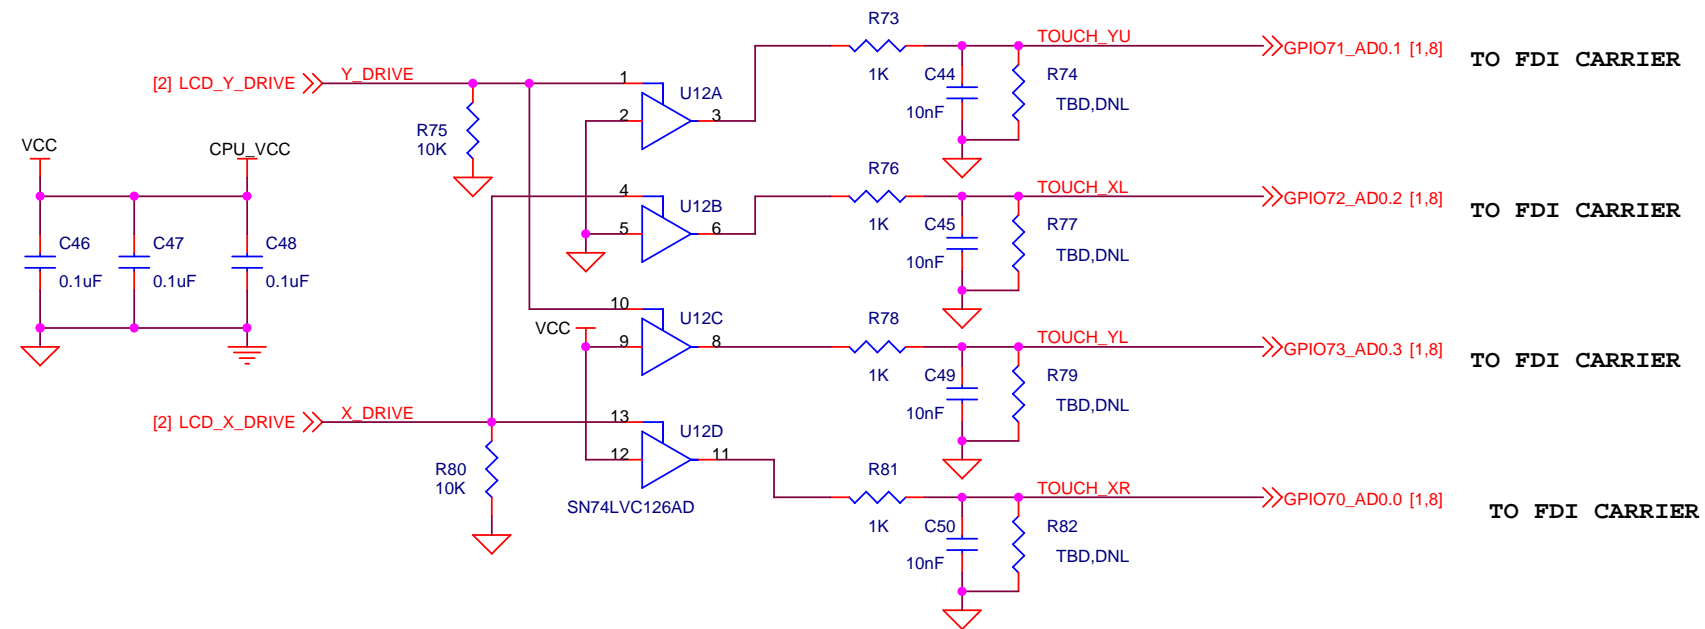 R73
TOUCH_YU
GPIO71_AD0.1 [1,8]
TO FDI CARRIER
1K
C44
10nF
R74
TBD,DNL
[2] LCD_Y_DRIVE
Y_DRIVE
1
U12A
2
3
R75
10K
VCC
CPU_VCC
R76
TOUCH_XL
GPIO72_AD0.2 [1,8]
TO FDI CARRIER
1K
C45
10nF
R77
TBD,DNL
4
U12B
5
6
C46
0.1uF
C47
0.1uF
C48
0.1uF
10
U12C
VCC
9
8
R78
TOUCH_YL
GPIO73_AD0.3 [1,8]
TO FDI CARRIER
1K
C49
10nF
R79
TBD,DNL
[2] LCD_X_DRIVE
X_DRIVE
13
U12D
12
11
R80
10K
SN74LVC126AD
R81
TOUCH_XR
GPIO70_AD0.0 [1,8]
TO FDI CARRIER
1K
C50
10nF
R82
TBD,DNL